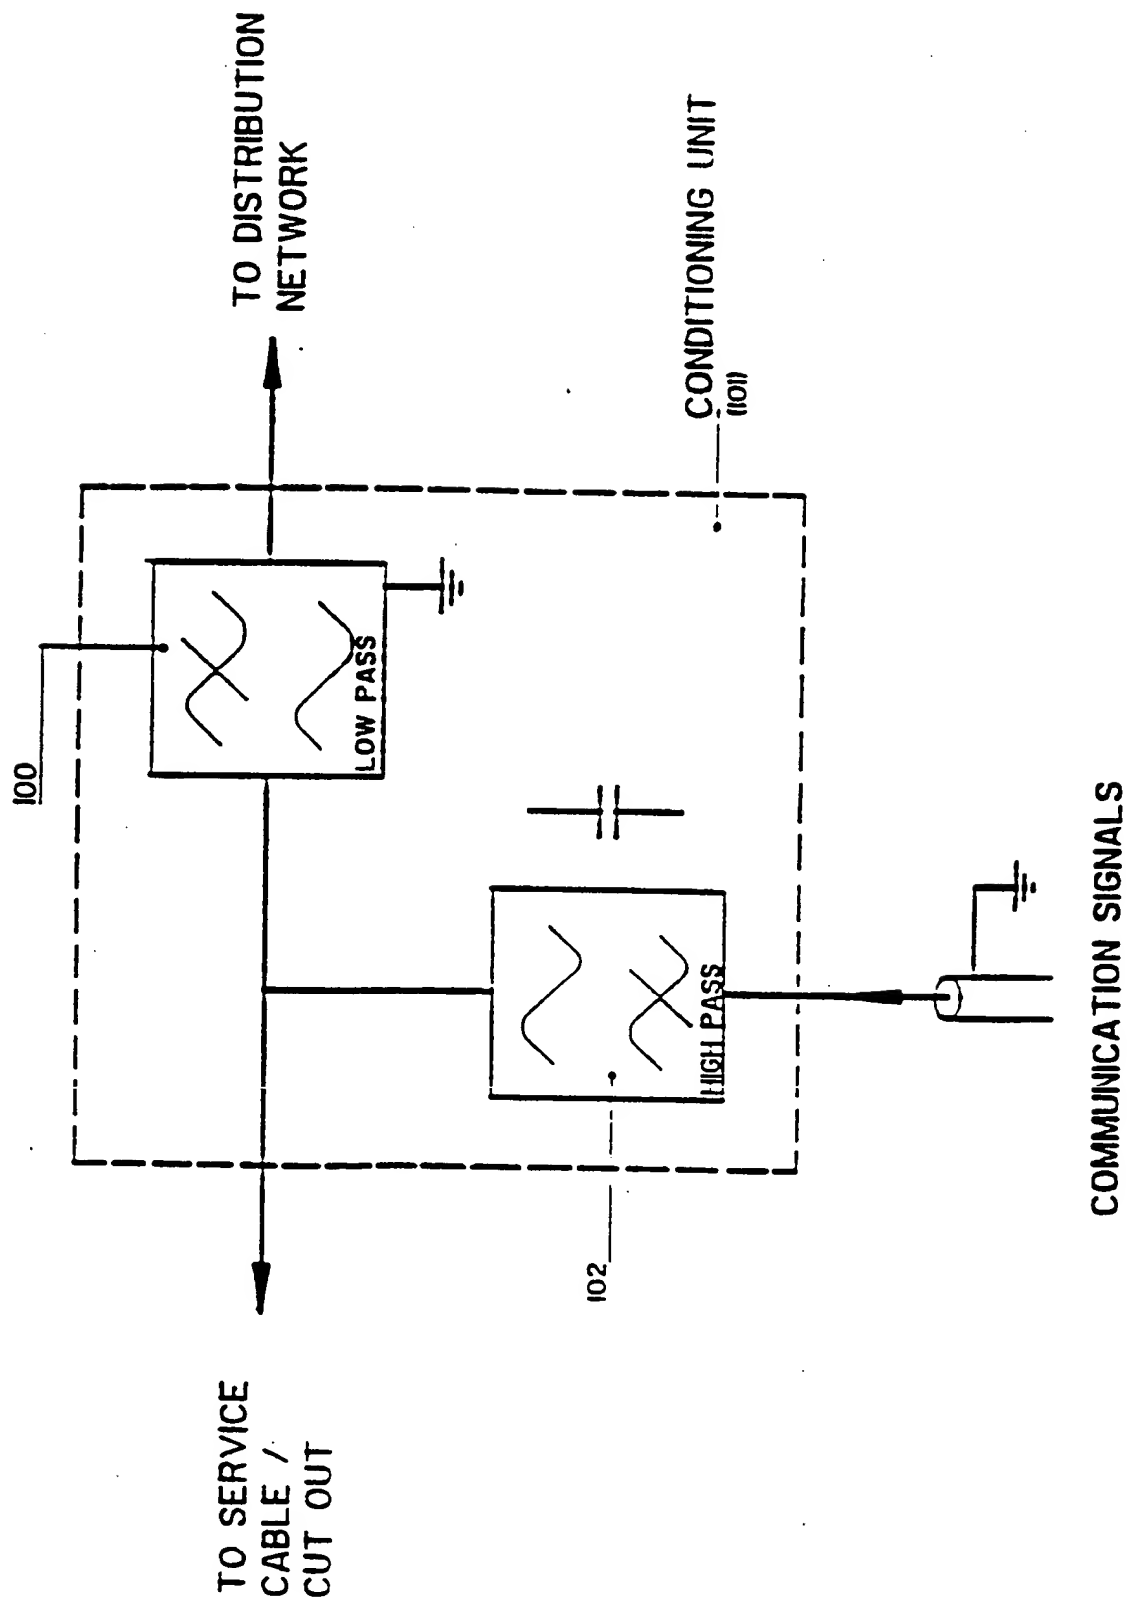 TO SERVICE
CABLE /
CUT OUT
100
TO DISTRIBUTION
NETWORK
LOW PASS
102
HIGH PASS
CONDITIONING UNIT
(101)
COMMUNICATION SIGNALS